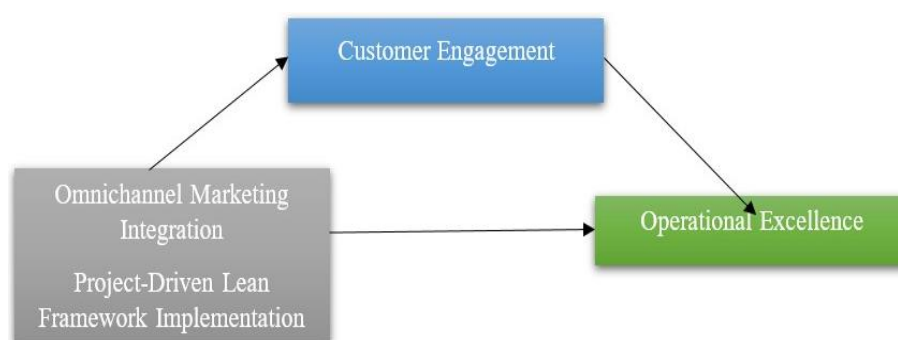 Customer Engagement
Omnichannel Marketing
Integration
Project-Driven Lean
Framework Implementation
Operational Excellence